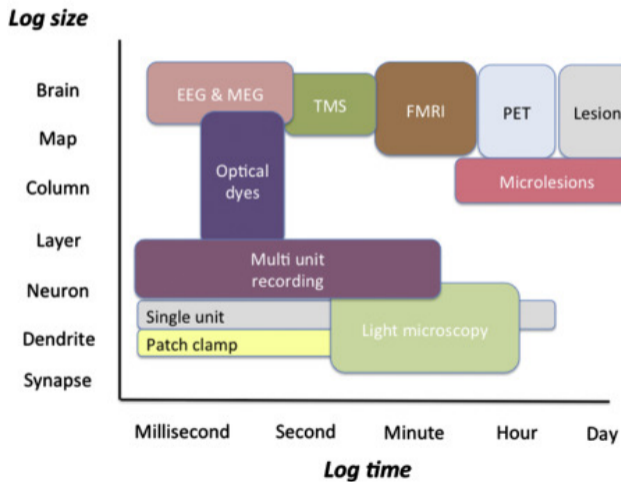 Log size
Brain
Map
Column
Layer
Neuron
Dendrite
Synapse
EEG & MEG
TMS
FMRI
PET
Lesion
Optical
dyes
Microlesions
Multi unit
recording
Single unit
Light microscopy
Patch clamp
Millisecond
Second
Minute
Hour
Day
Log time